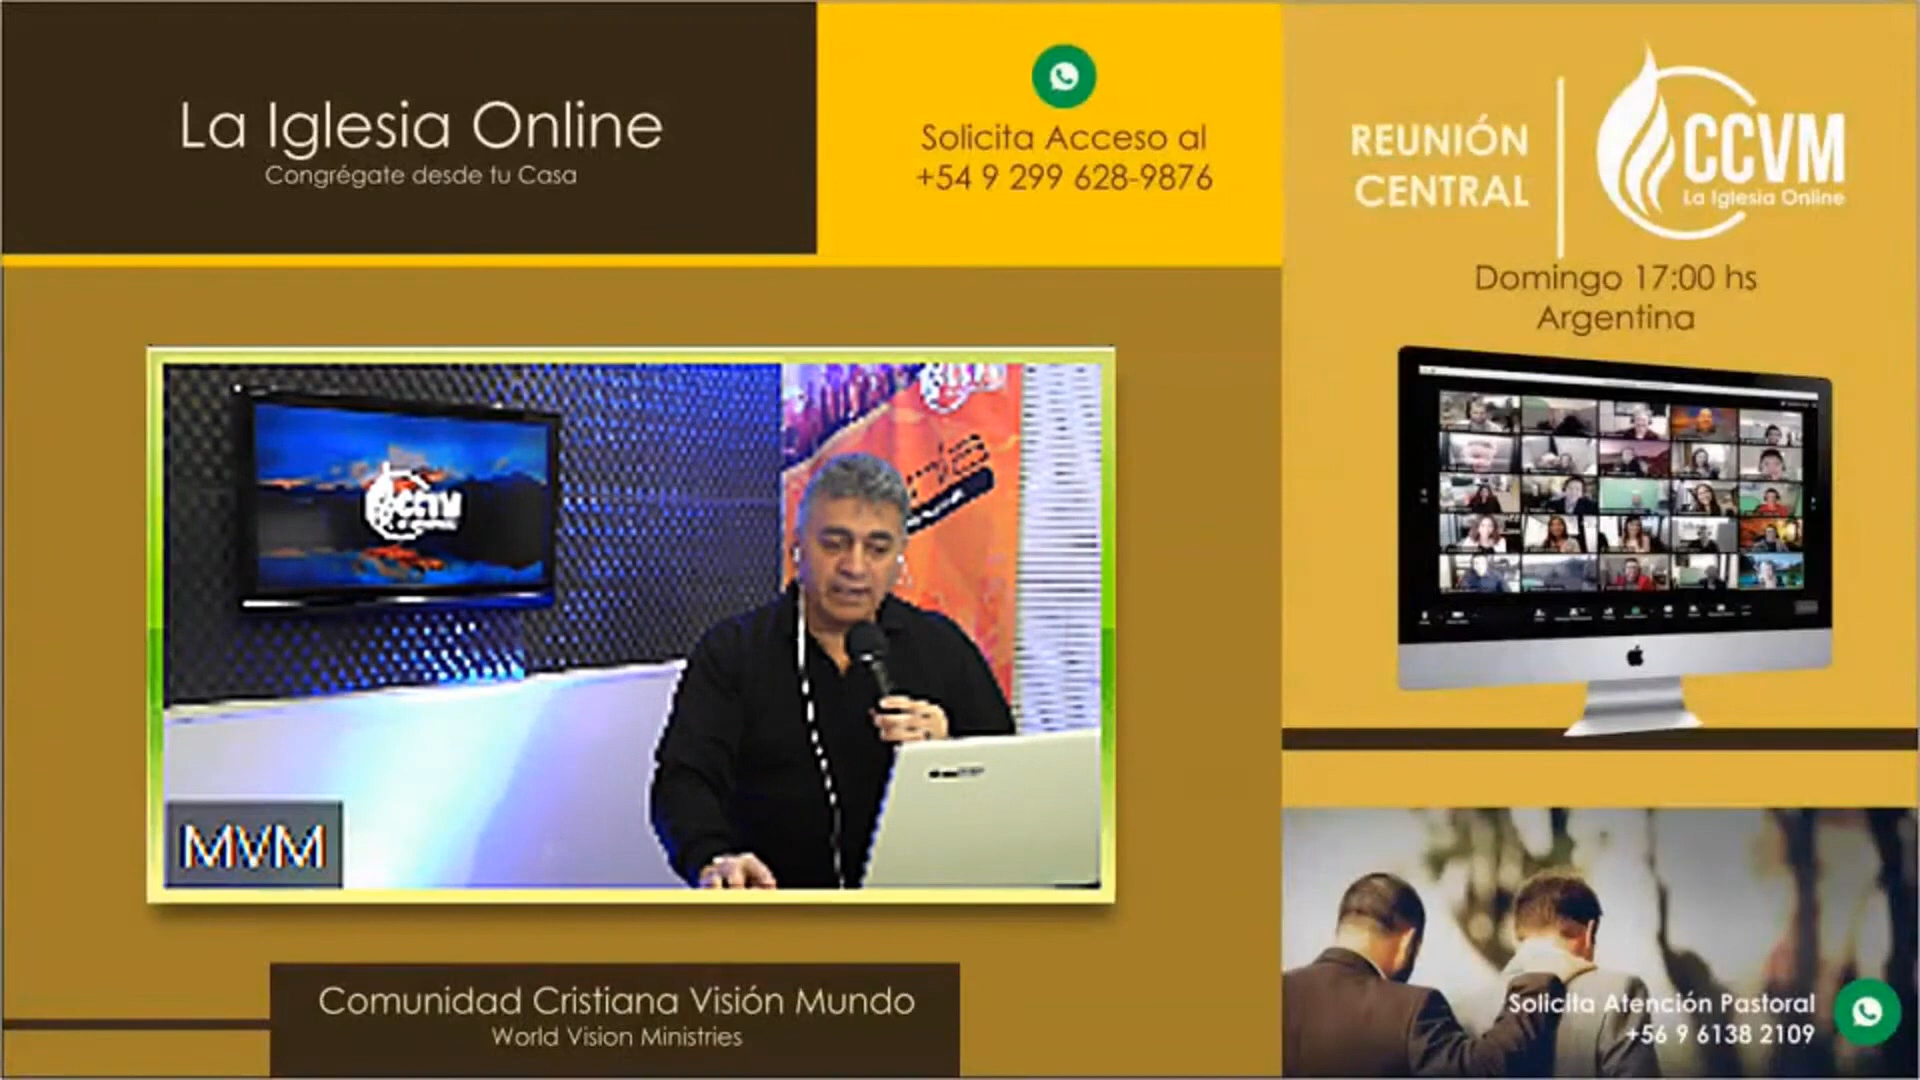 La Iglesia Online
Congrégate desde tu Casa
Solicita Acceso al
+54 9 299 628-9876
REUNIÓN
CENTRAL
CCVM
La Iglesia Online
Domingo 17:00 hs
Argentina
CCVM
MVM
Comunidad Cristiana Visión Mundo
World Vision Ministries
Solicita Atención Pastoral
+56 9 6138 2109